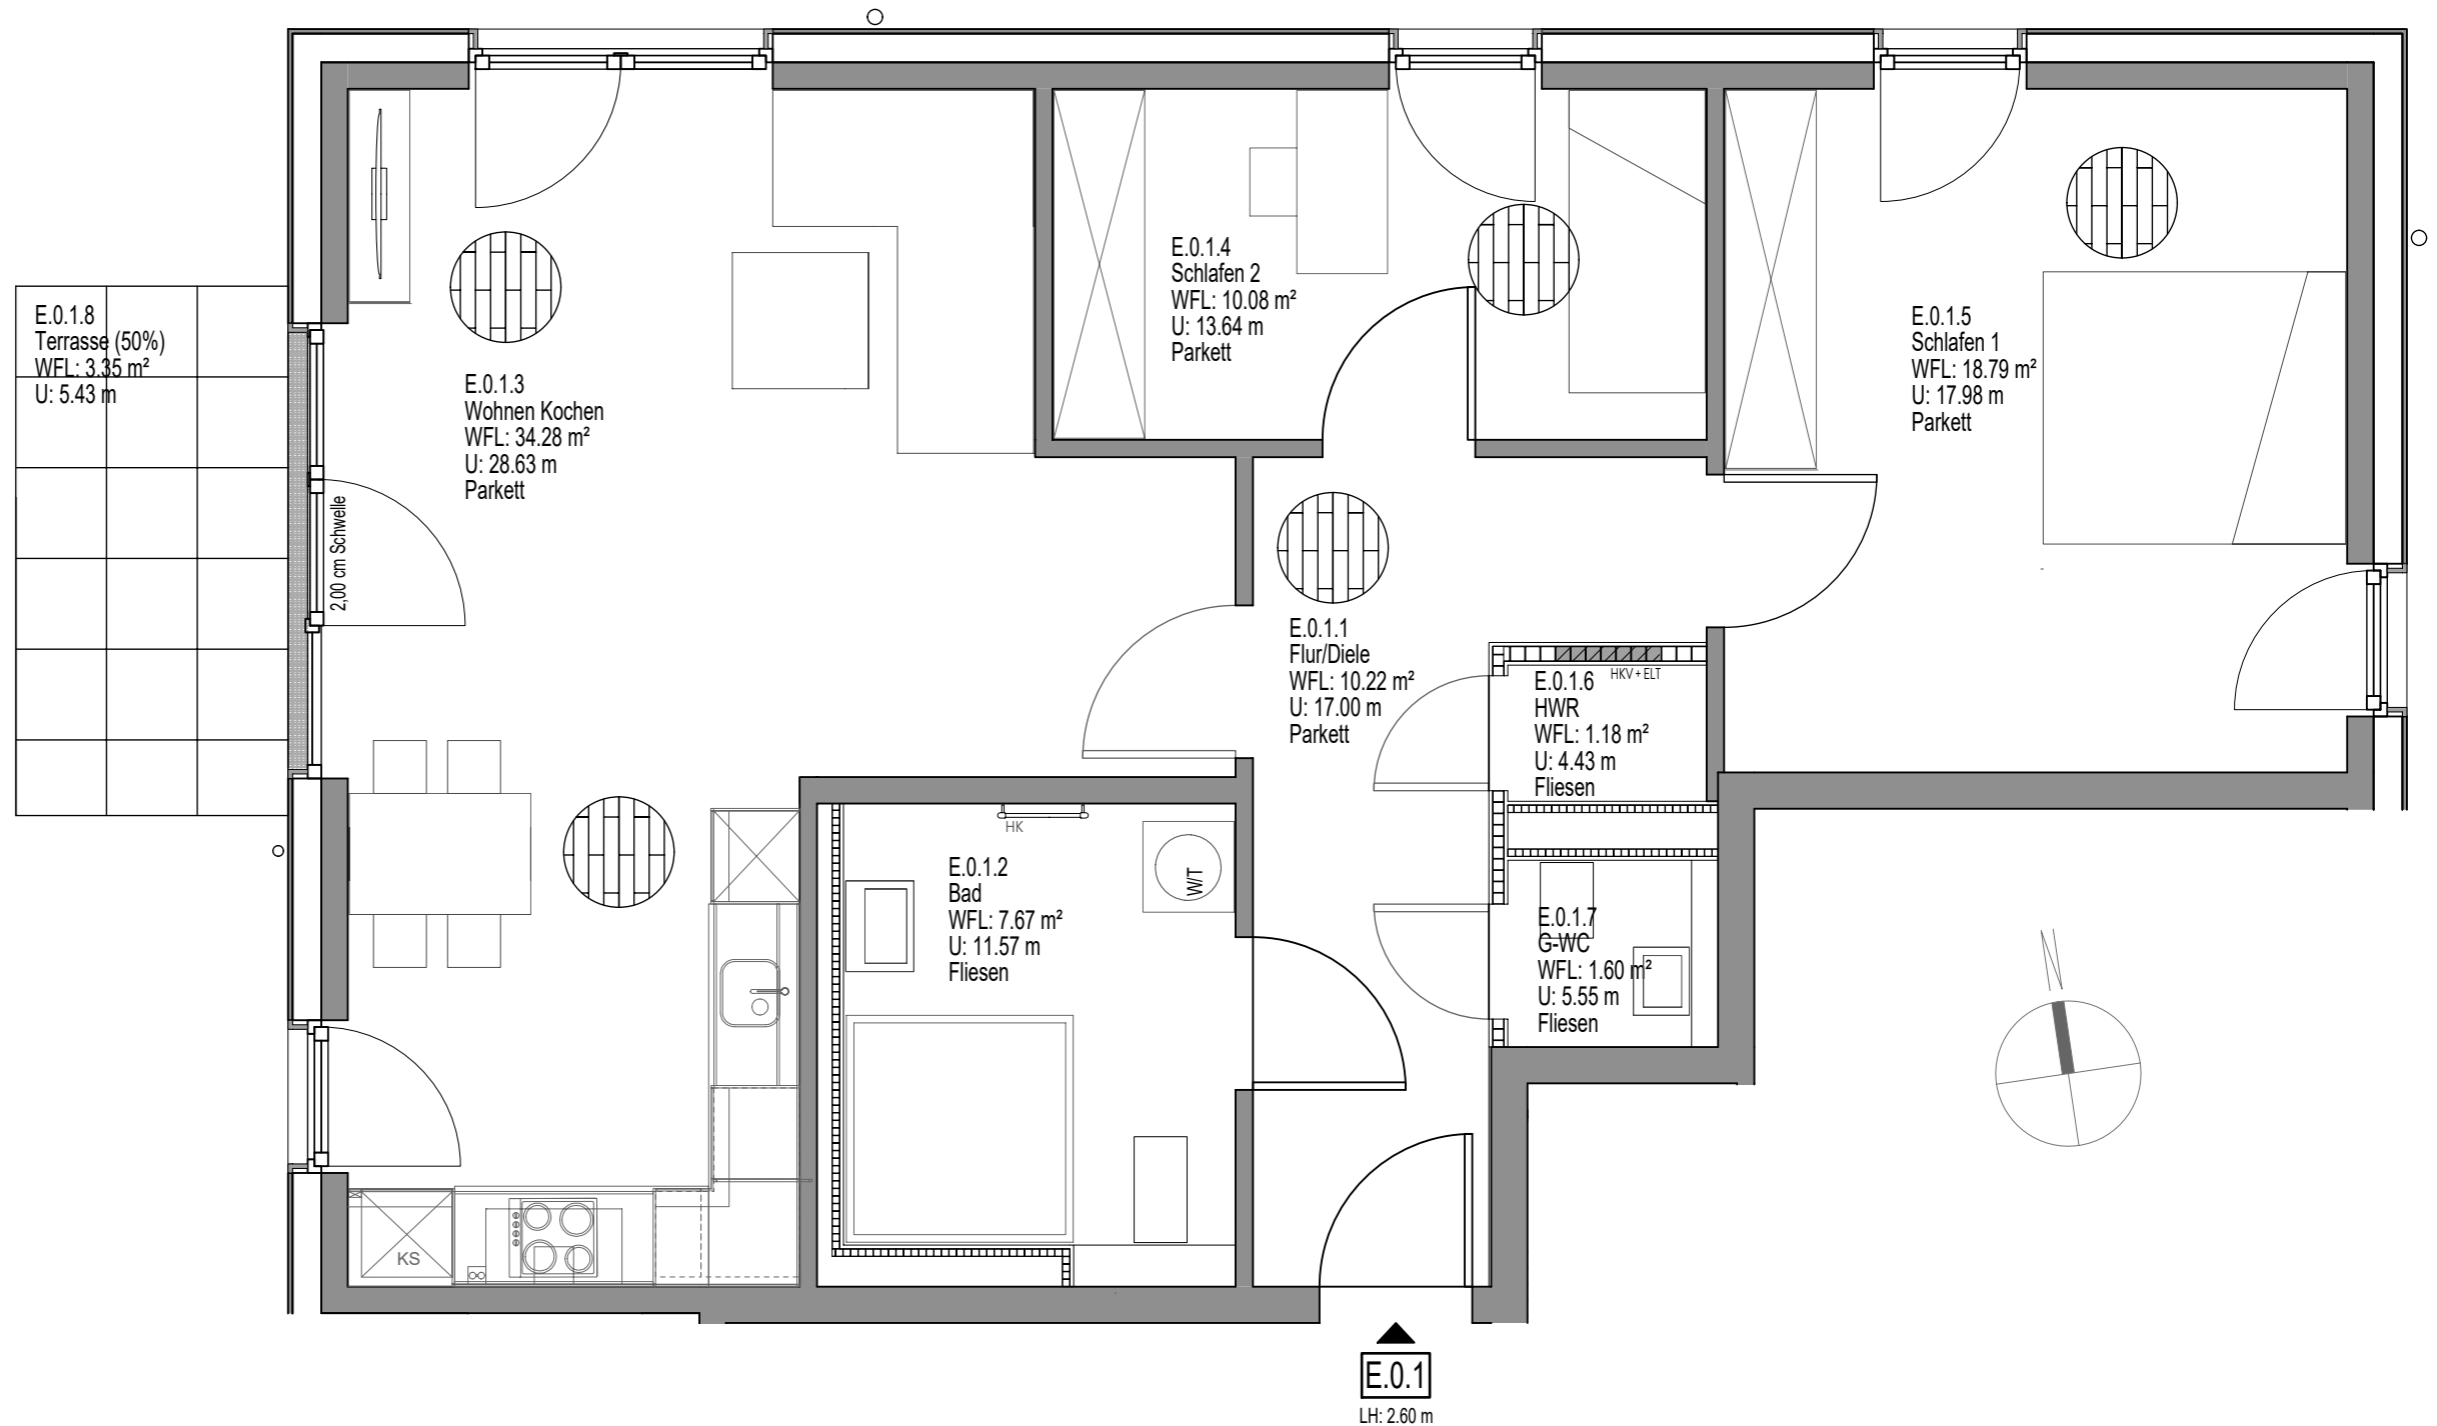 E.0.1.8
Terrasse (50%)
WFL: 3.35 m²
U: 5.43 m
E.0.1.3
Wohnen Kochen
WFL: 34.28 m²
U: 28.63 m
Parkett
2,00 cm Schwelle
E.0.1.4
Schlafen 2
WFL: 10.08 m²
U: 13.64 m
Parkett
E.0.1.5
Schlafen 1
WFL: 18.79 m²
U: 17.98 m
Parkett
E.0.1.1
Flur/Diele
WFL: 10.22 m²
U: 17.00 m
Parkett
HKV + ELT
E.0.1.6
HWR
WFL: 1.18 m²
U: 4.43 m
Fliesen
HK
E.0.1.2
Bad
WFL: 7.67 m²
U: 11.57 m
Fliesen
W/T
E.0.1.7
G-WC
WFL: 1.60 m²
U: 5.55 m
Fliesen
N
KS
E.0.1
LH: 2.60 m